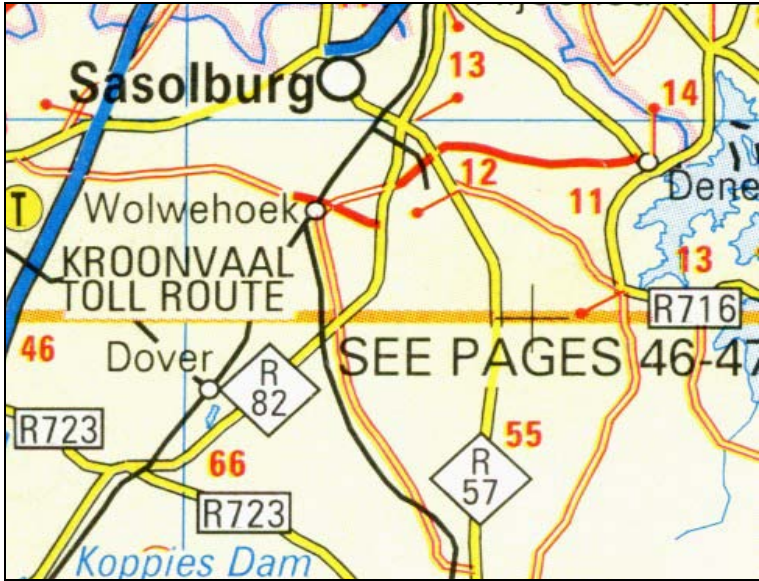 Sasolburg
13
14
12
Dene
T
Wolwehoek
11
KROONVAAL
TOLL ROUTE
13
R716
46
Dover
SEE PAGES 46-47
R
82
R723
55
66
R
57
R723
Koppies Dam